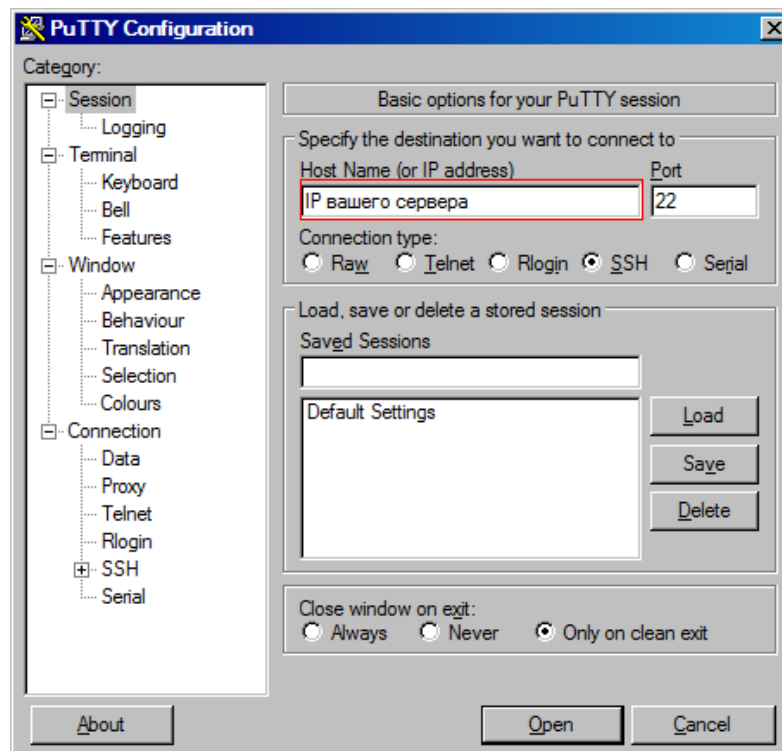 PuTTY Configuration
Category:
Session
Logging
Terminal
Keyboard
Bell
Features
Window
Appearance
Behaviour
Translation
Selection
Colours
Connection
Data
Proxy
Telnet
Rlogin
SSH
Serial
Basic options for your PuTTY session
Specify the destination you want to connect to
Host Name (or IP address) Port
IP вашего сервера 22
Connection type:
Raw Telnet Rlogin SSH Serial
Load, save or delete a stored session
Saved Sessions
Default Settings
Load
Save
Delete
Close window on exit:
Always Never Only on clean exit
About Open Cancel